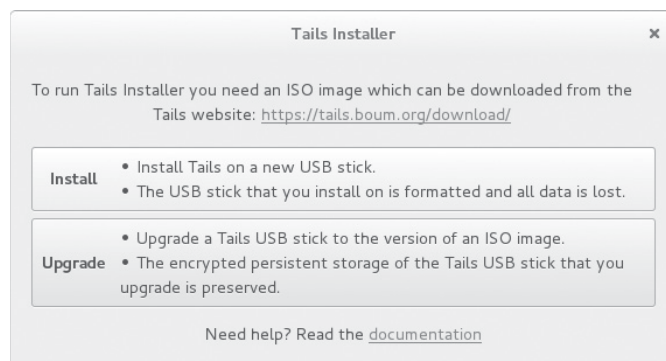 Tails Installer
To run Tails Installer you need an ISO image which can be downloaded from the
Tails website: https://tails.boum.org/download/
Install
• Install Tails on a new USB stick.
• The USB stick that you install on is formatted and all data is lost.
Upgrade
• Upgrade a Tails USB stick to the version of an ISO image.
• The encrypted persistent storage of the Tails USB stick that you
upgrade is preserved.
Need help? Read the documentation